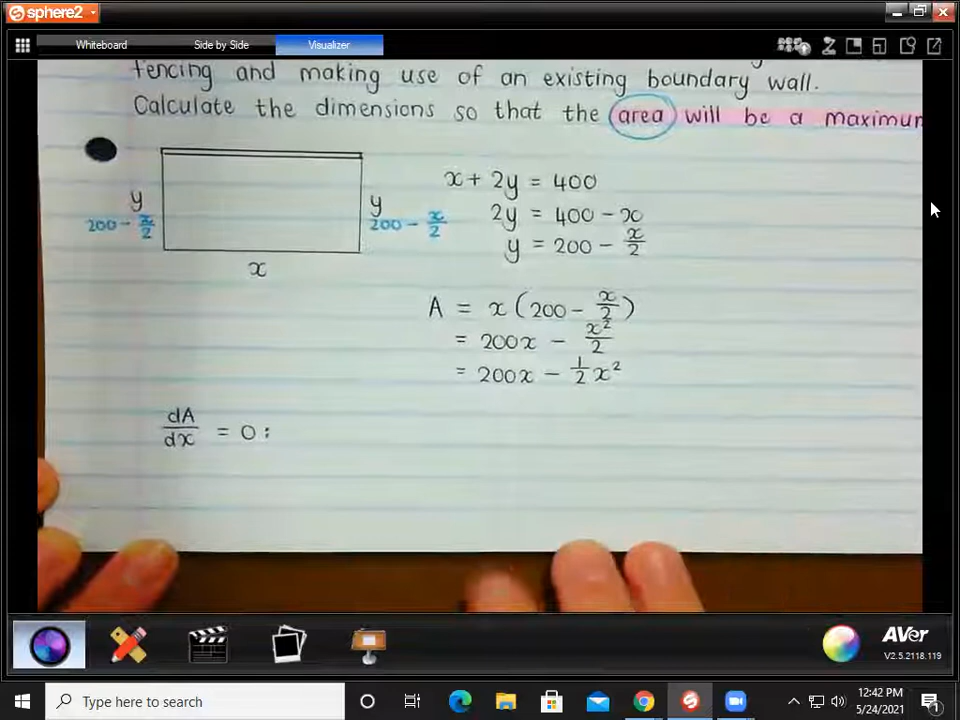 sphere2
Whiteboard
Side by Side
Visualizer
fencing and making use of an existing boundary wall.
Calculate the dimensions so that the area will be a maximum
y
200 - x/2
y
200 - x/2
x
x + 2y = 400
2y = 400 - x
y = 200 - x/2
A = x(200 - x/2)
= 200x - x²/2
= 200x - 1/2 x²
dA/dx = 0 :
AVer
V2.5.2118.119
Type here to search
12:42 PM
5/24/2021
1